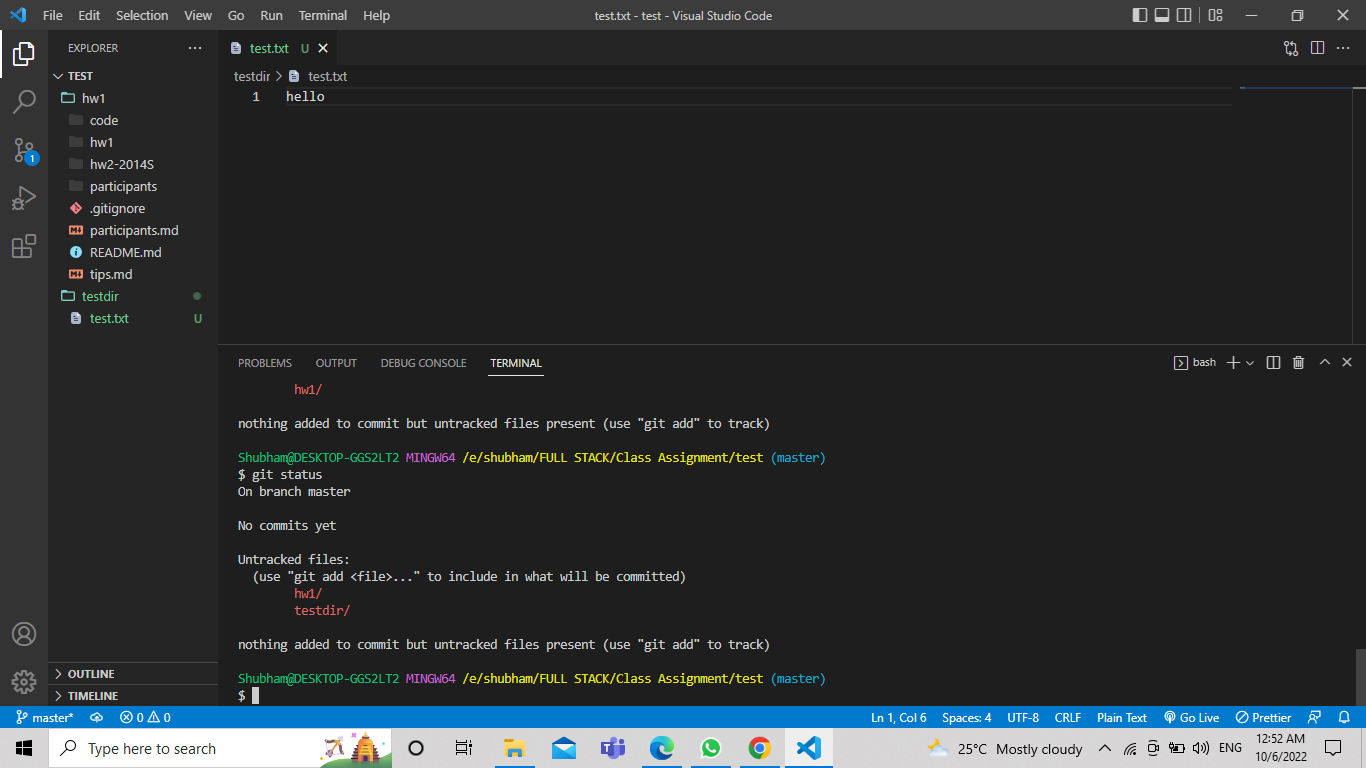 File Edit Selection View Go Run Terminal Help
test.txt - test - Visual Studio Code
EXPLORER
TEST
hw1
code
hw1
hw2-2014S
participants
.gitignore
participants.md
README.md
tips.md
testdir
test.txt U
OUTLINE
TIMELINE
1
test.txt U
testdir > test.txt
1 hello
PROBLEMS OUTPUT DEBUG CONSOLE TERMINAL
bash
hw1/
nothing added to commit but untracked files present (use "git add" to track)
Shubham@DESKTOP-GGS2LT2 MINGW64 /e/shubham/FULL STACK/Class Assignment/test (master)
$ git status
On branch master
No commits yet
Untracked files:
(use "git add <file>..." to include in what will be committed)
hw1/
testdir/
nothing added to commit but untracked files present (use "git add" to track)
Shubham@DESKTOP-GGS2LT2 MINGW64 /e/shubham/FULL STACK/Class Assignment/test (master)
$
master* 0 0 Ln 1, Col 6 Spaces: 4 UTF-8 CRLF Plain Text Go Live Prettier
Type here to search
25°C Mostly cloudy ENG
12:52 AM
10/6/2022